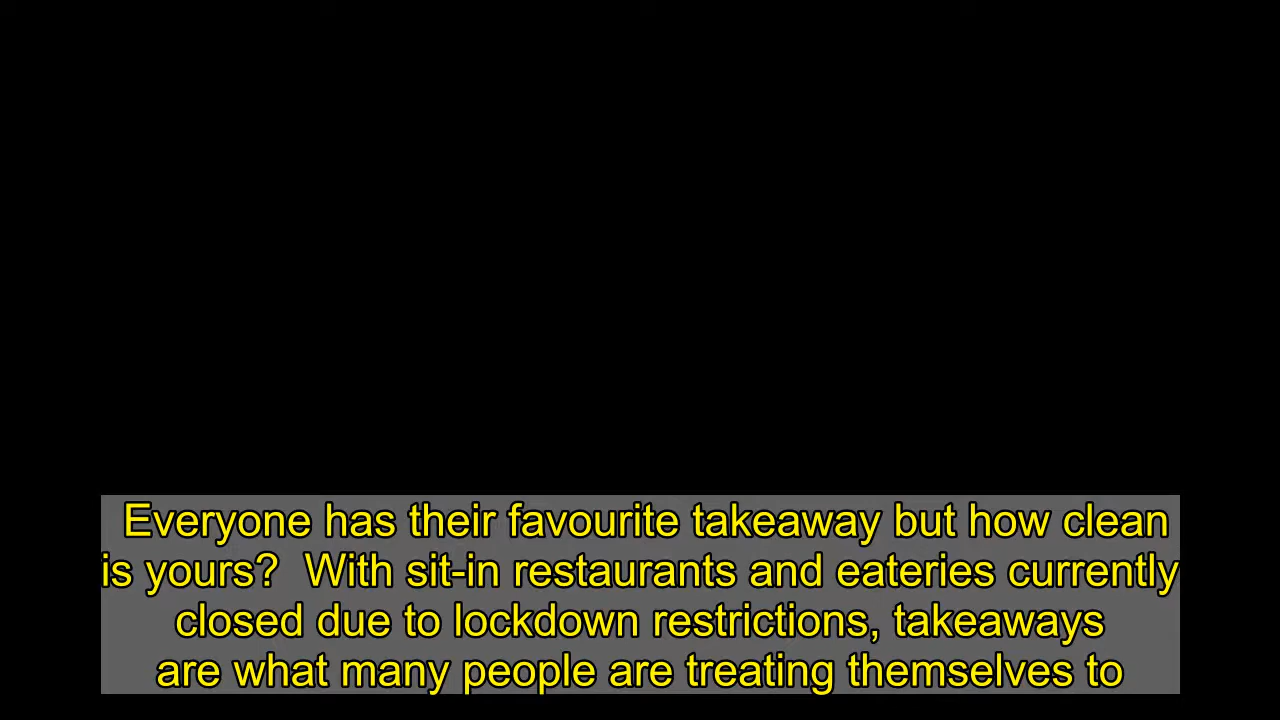 Everyone has their favourite takeaway but how clean
is yours?  With sit-in restaurants and eateries currently
closed due to lockdown restrictions, takeaways
are what many people are treating themselves to